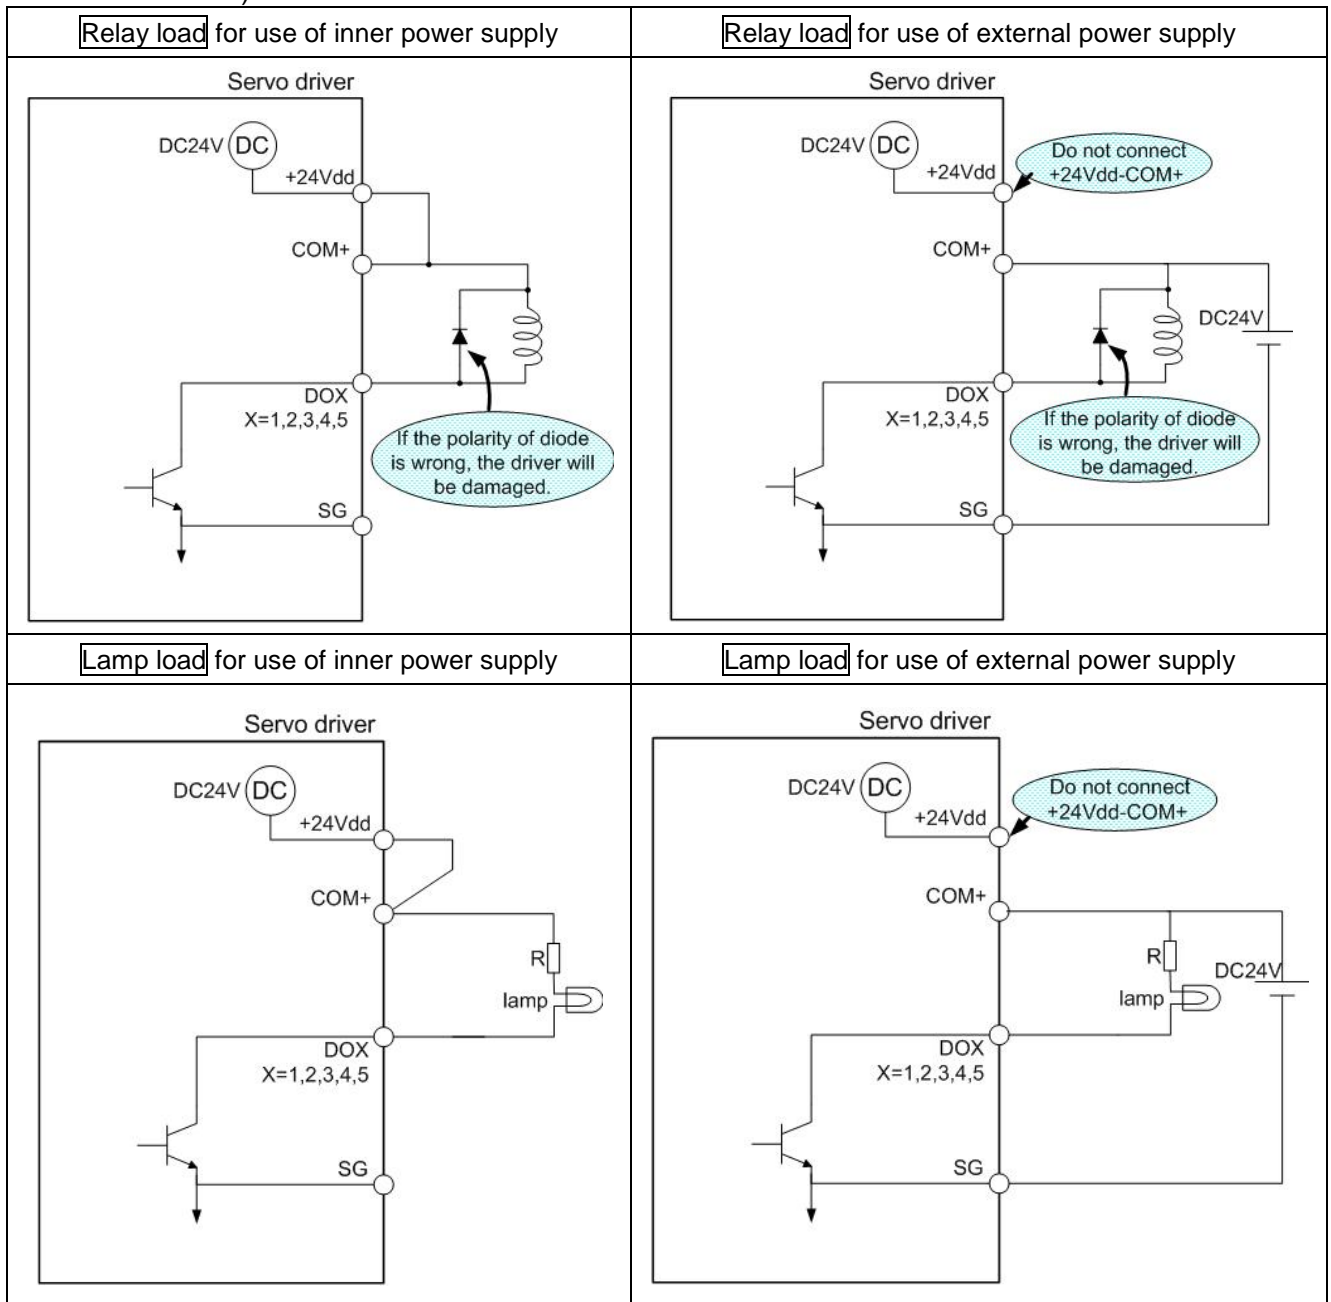 )
Relay load for use of inner power supply
Relay load for use of external power supply
Servo driver
DC24V DC
+24Vdd
COM+
DOX
X=1,2,3,4,5
If the polarity of diode
is wrong, the driver will
be damaged.
SG
Servo driver
DC24V DC
+24Vdd
Do not connect
+24Vdd-COM+
COM+
DC24V
DOX
X=1,2,3,4,5
If the polarity of diode
is wrong, the driver will
be damaged.
SG
Lamp load for use of inner power supply
Lamp load for use of external power supply
Servo driver
DC24V DC
+24Vdd
COM+
R
lamp
DOX
X=1,2,3,4,5
SG
Servo driver
DC24V DC
+24Vdd
Do not connect
+24Vdd-COM+
COM+
R
DC24V
lamp
DOX
X=1,2,3,4,5
SG